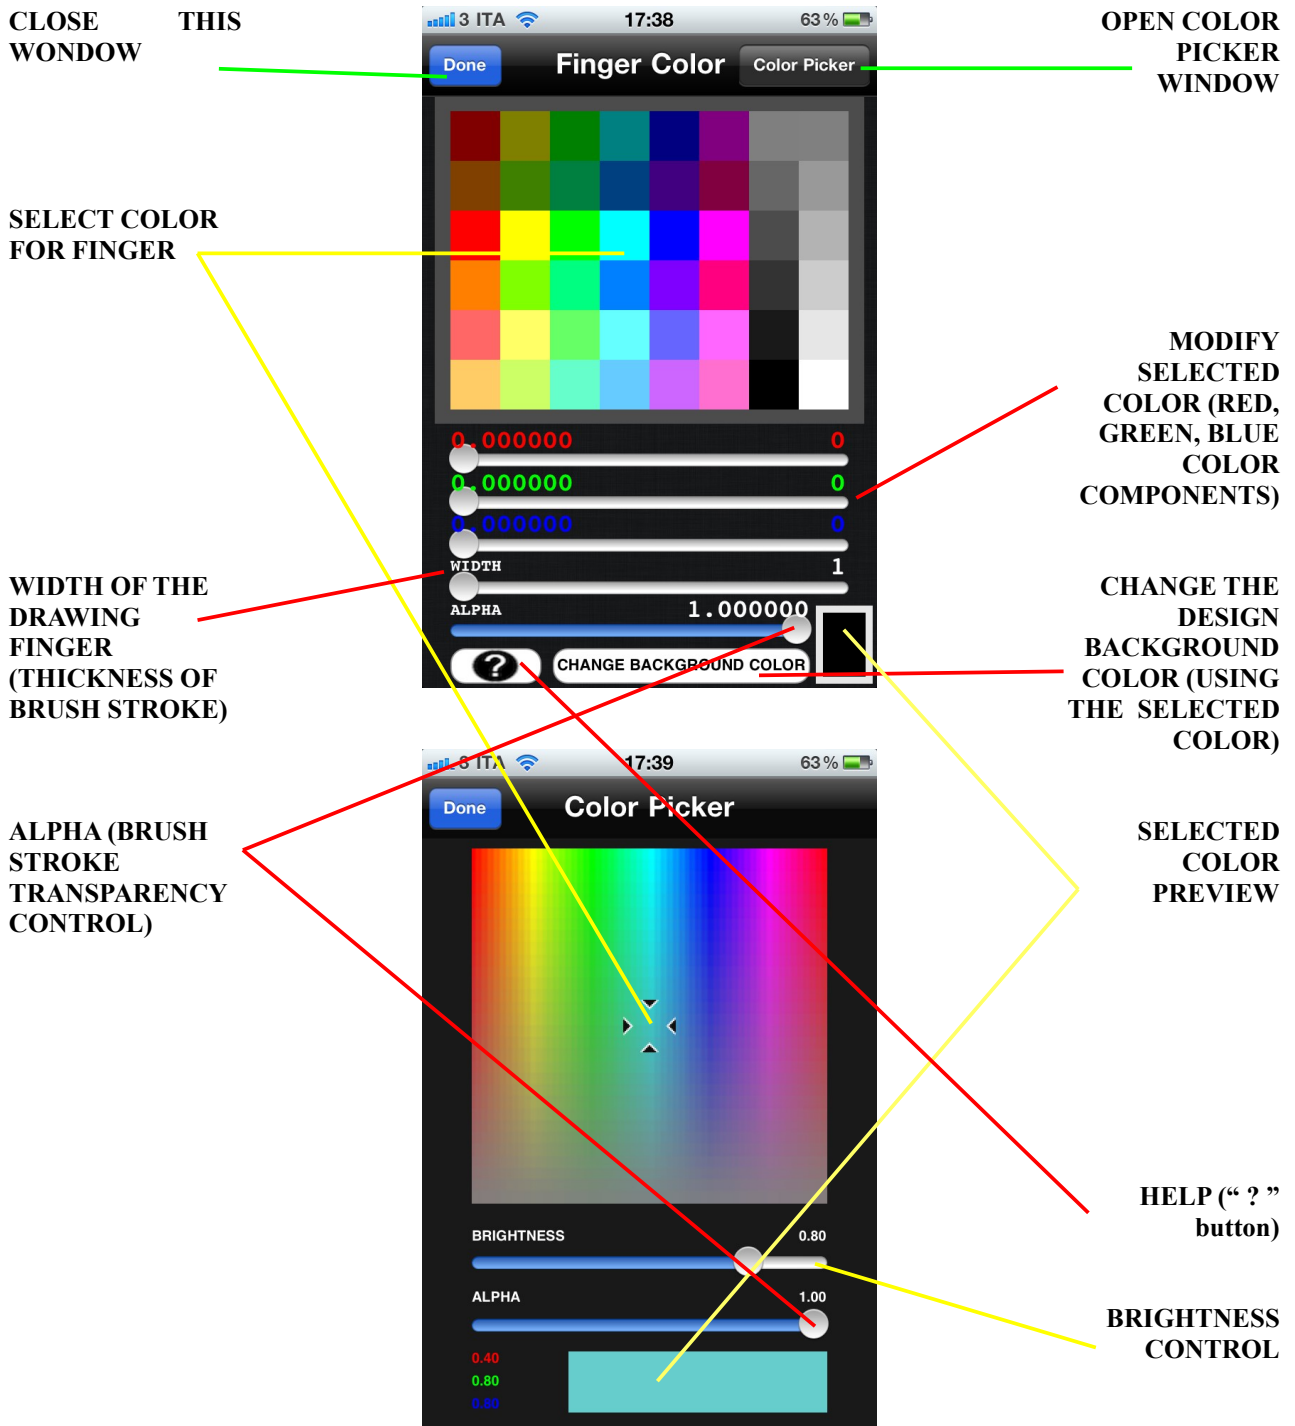 CLOSE THIS
WONDOW
3 ITA 17:38 63%
OPEN COLOR
PICKER
WINDOW
Done Finger Color Color Picker
SELECT COLOR
FOR FINGER
MODIFY
SELECTED
COLOR (RED,
GREEN, BLUE
COLOR
COMPONENTS)
0.000000 0
0.000000 0
0.000000 0
WIDTH 1
ALPHA 1.000000
? CHANGE BACKGROUND COLOR
WIDTH OF THE
DRAWING
FINGER
(THICKNESS OF
BRUSH STROKE)
CHANGE THE
DESIGN
BACKGROUND
COLOR (USING
THE SELECTED
COLOR)
3 ITA 17:39 63%
Done Color Picker
ALPHA (BRUSH
STROKE
TRANSPARENCY
CONTROL)
SELECTED
COLOR
PREVIEW
HELP (“ ? ”
button)
BRIGHTNESS 0.80
ALPHA 1.00
BRIGHTNESS
CONTROL
0.40
0.80
0.80